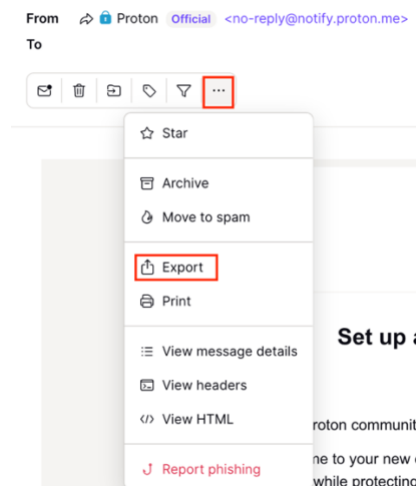 From Proton Official <no-reply@notify.proton.me>
To
...
Star
Archive
Move to spam
Export
Print
Set up
View message details
View headers
View HTML
roton communit
Report phishing
ne to your new
while protecting